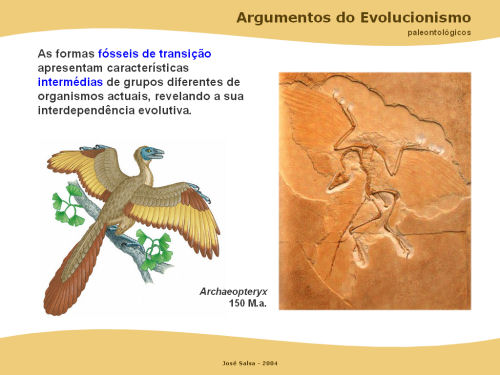 Argumentos do Evolucionismo
paleontológicos
As formas fósseis de transição
apresentam características
intermédias de grupos diferentes de
organismos actuais, revelando a sua
interdependência evolutiva.
Archaeopteryx
150 M.a.
José Salsa - 2004